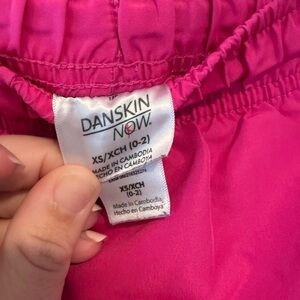 DANSKIN
NOW.
XS/XCH (0-2)
MADE IN CAMBODIA
HECHO EN CAMBOYA
XS/XCH
(0-2)
Made in Cambodia
Hecho en Camboya